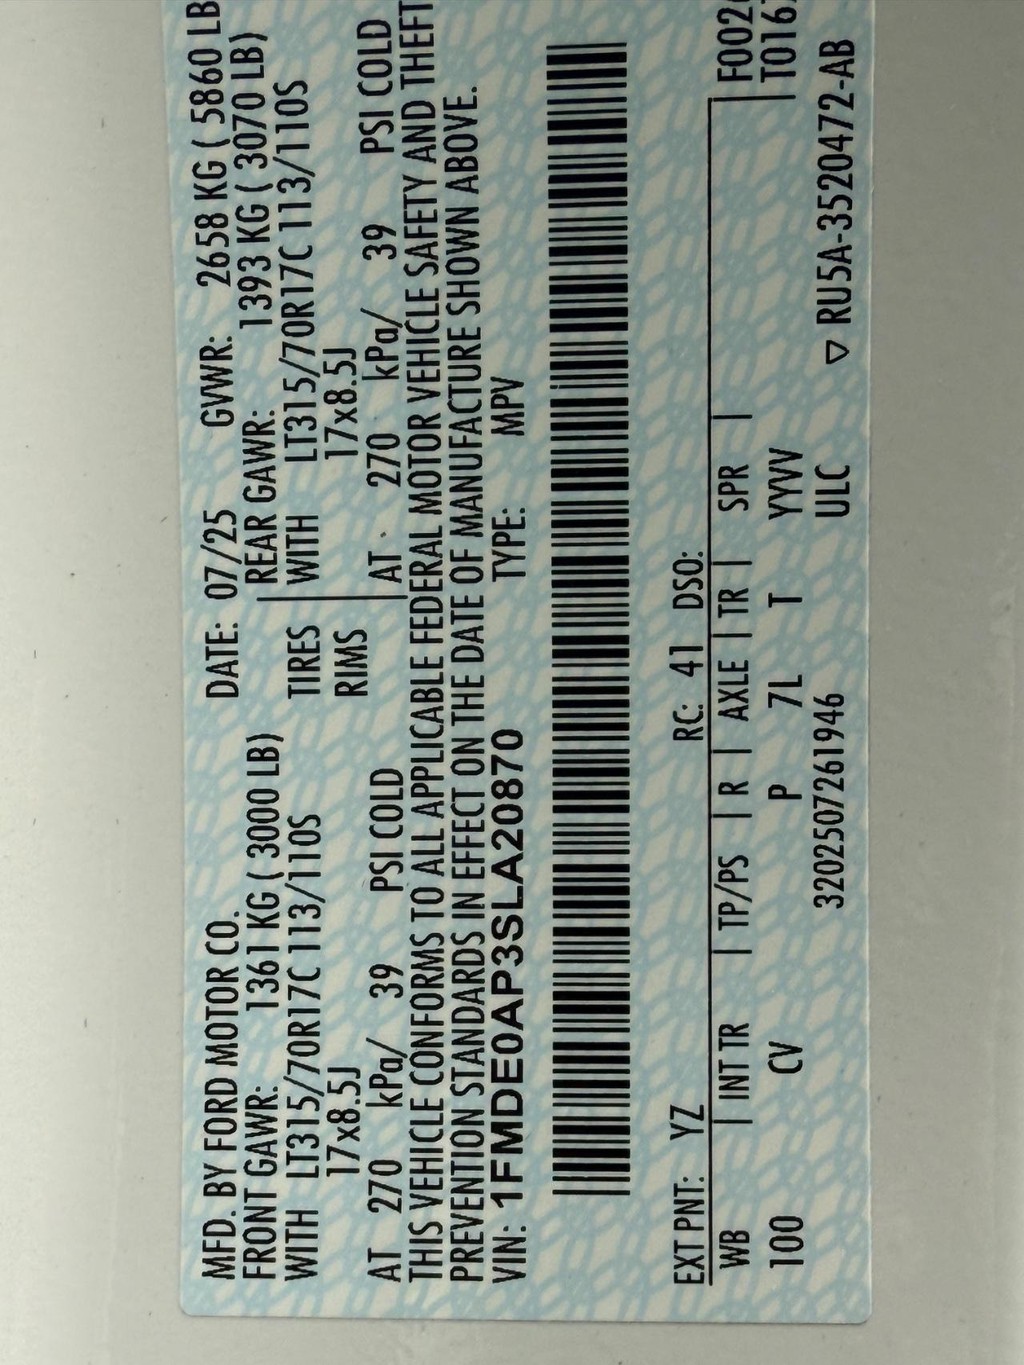 MFD. BY FORD MOTOR CO. DATE: 07/25 GVWR: 2658 KG ( 5860 LB
FRONT GAWR: 1361 KG ( 3000 LB) REAR GAWR: 1393 KG ( 3070 LB)
WITH LT315/70R17C 113/110S TIRES WITH LT315/70R17C 113/110S
17x8.5J RIMS 17x8.5J
AT 270 kPa/ 39 PSI COLD AT 270 kPa/ 39 PSI COLD
THIS VEHICLE CONFORMS TO ALL APPLICABLE FEDERAL MOTOR VEHICLE SAFETY AND THEFT
PREVENTION STANDARDS IN EFFECT ON THE DATE OF MANUFACTURE SHOWN ABOVE.
VIN: 1FMDE0AP3SLA20870 TYPE: MPV
EXT PNT: YZ RC: 41 DSO:
WB | INT TR | TP/PS | R | AXLE | TR | SPR |
100 CV P 7L T YYVV
3202507261946 ULC ▽ RU5A-3520472-AB